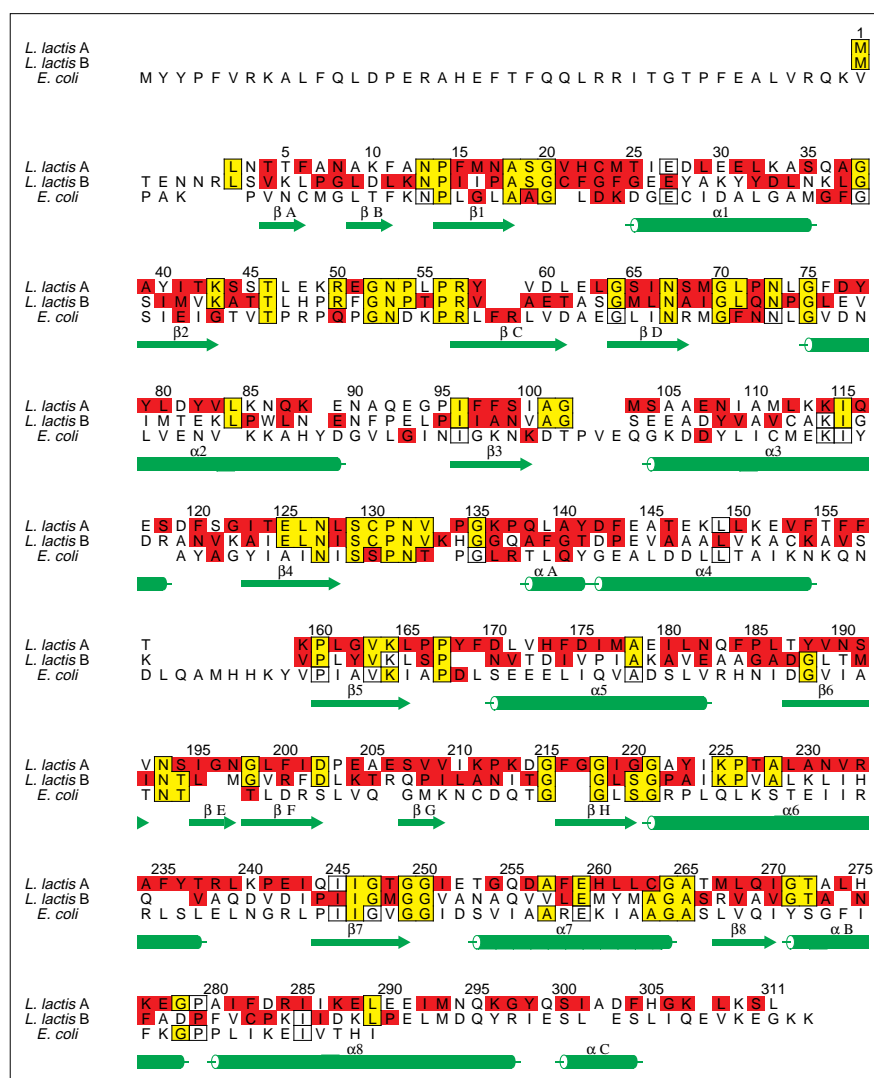 1
L. lactis A M
L. lactis B M
E. coli M Y Y P F V R K A L F Q L D P E R A H E F T F Q Q L R R I T G T P F E A L V R Q K V
5 10 15 20 25 30 35
L. lactis A L N T T F A N A K F A N P F M N A S G V H C M T I E D L E E L K A S Q A G
L. lactis B T E N N R L S V K L P G L D L K N P I I P A S G C F G F G E E Y A K Y Y D L N K L G
E. coli P A K P V N C M G L T F K N P L G L A A G L D K D G E C I D A L G A M G F G
β A β B β1 α1
40 45 50 55 60 65 70 75
L. lactis A A Y I T K S S T L E K R E G N P L P R Y V D L E L G S I N S M G L P N L G F D Y
L. lactis B S I M V K A T T L H P R F G N P T P R V A E T A S G M L N A I G L Q N P G L E V
E. coli S I E I G T V T P R P Q P G N D K P R L F R L V D A E G L I N R M G F N N L G V D N
β2 β C β D
80 85 90 95 100 105 110 115
L. lactis A Y L D Y V L K N Q K E N A Q E G P I F F S I A G M S A A E N I A M L K K I Q
L. lactis B I M T E K L P W L N E N F P E L P I I A N V A G S E E A D Y V A V C A K I G
E. coli L V E N V K K A H Y D G V L G I N I G K N K D T P V E Q G K D D Y L I C M E K I Y
α2 β3 α3
120 125 130 135 140 145 150 155
L. lactis A E S D F S G I T E L N L S C P N V P G K P Q L A Y D F E A T E K L L K E V F T F F
L. lactis B D R A N V K A I E L N I S C P N V K H G G Q A F G T D P E V A A A L V K A C K A V S
E. coli A Y A G Y I A I N I S S P N T P G L R T L Q Y G E A L D D L L T A I K N K Q N
β4 α A α4
160 165 170 175 180 185 190
L. lactis A T K P L G V K L P P Y F D L V H F D I M A E I L N Q F P L T Y V N S
L. lactis B K V P L Y V K L S P N V T D I V P I A K A V E A A G A D G L T M
E. coli D L Q A M H H K Y V P I A V K I A P D L S E E E L I Q V A D S L V R H N I D G V I A
β5 α5 β6
195 200 205 210 215 220 225 230
L. lactis A V N S I G N G L F I D P E A E S V V I K P K D G F G G I G G A Y I K P T A L A N V R
L. lactis B I N T L M G V R F D L K T R Q P I L A N I T G G L S G P A I K P V A L K L I H
E. coli T N T T L D R S L V Q G M K N C D Q T G G L S G R P L Q L K S T E I I R
β E β F β G β H α6
235 240 245 250 255 260 265 270 275
L. lactis A A F Y T R L K P E I Q I I G T G G I E T G Q D A F E H L L C G A T M L Q I G T A L H
L. lactis B Q V A Q D V D I P I I G M G G V A N A Q V V L E M Y M A G A S R V A V G T A N
E. coli R L S L E L N G R L P I I G V G G I D S V I A A R E K I A A G A S L V Q I Y S G F I
β7 α7 β8 α B
280 285 290 295 300 305 311
L. lactis A K E G P A I F D R I I K E L E E I M N Q K G Y Q S I A D F H G K L K S L
L. lactis B F A D P F V C P K I I D K L P E L M D Q Y R I E S L E S L I Q E V K E G K K
E. coli F K G P P L I K E I V T H I
α8 α C